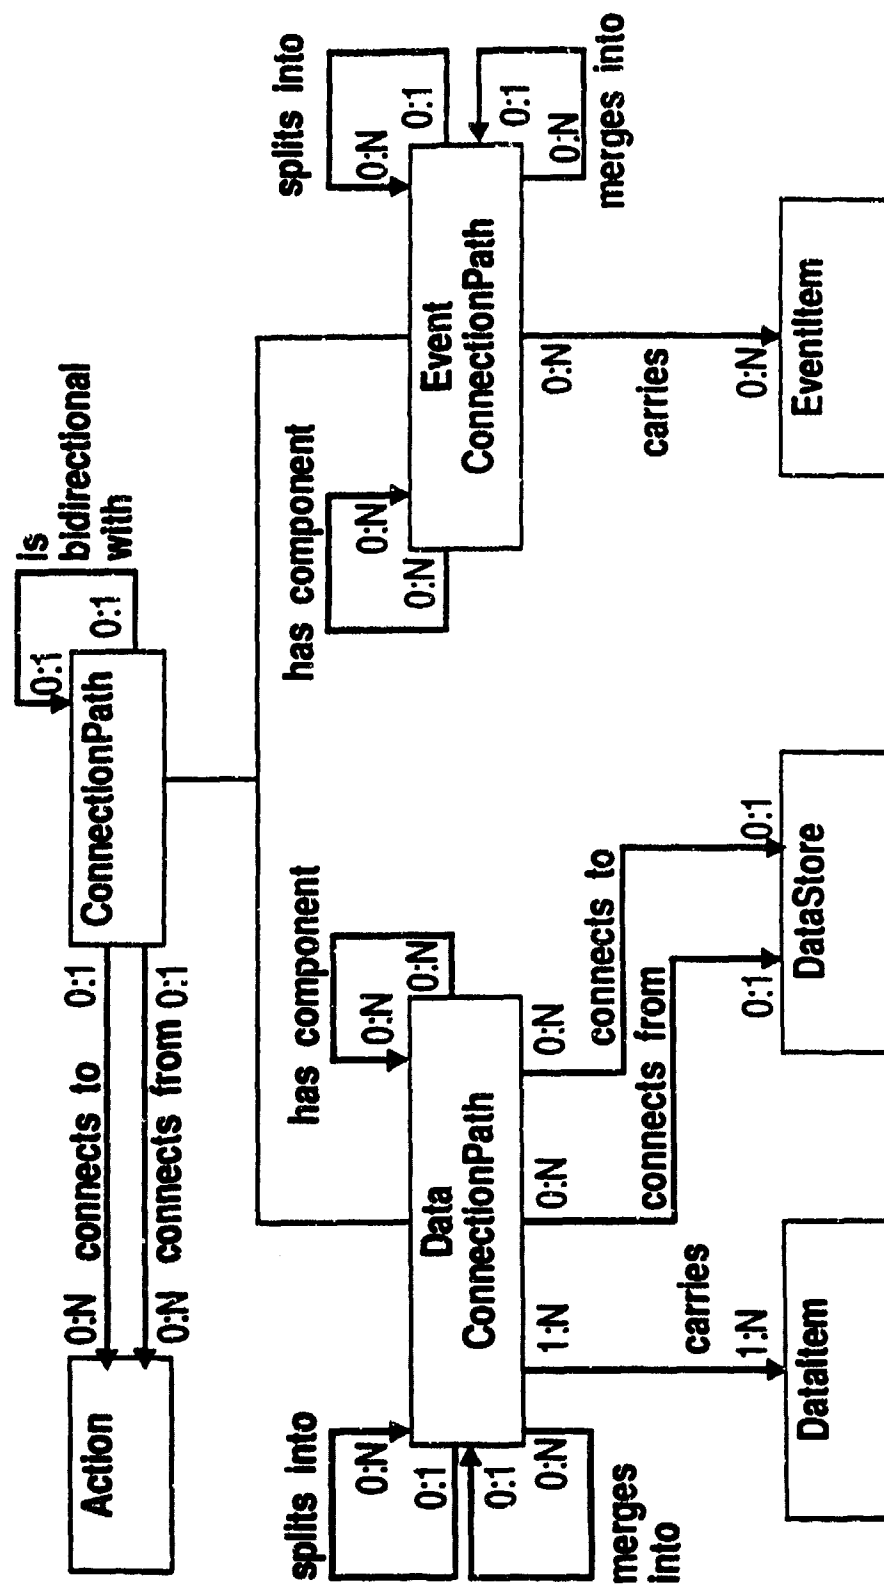 Action
0:N connects to 0:1
0:N connects from 0:1
ConnectionPath
0:1
0:1
is
bidirectional
with
splits into
0:N
0:1
0:1
0:N
merges
into
Data
ConnectionPath
has component
0:N
0:N
1:N
carries
1:N
DataItem
0:N
connects from
0:1
0:N
connects to
0:1
DataStore
has component
0:N
0:N
Event
ConnectionPath
splits into
0:N
0:1
0:1
0:N
merges into
0:N
carries
0:N
EventItem